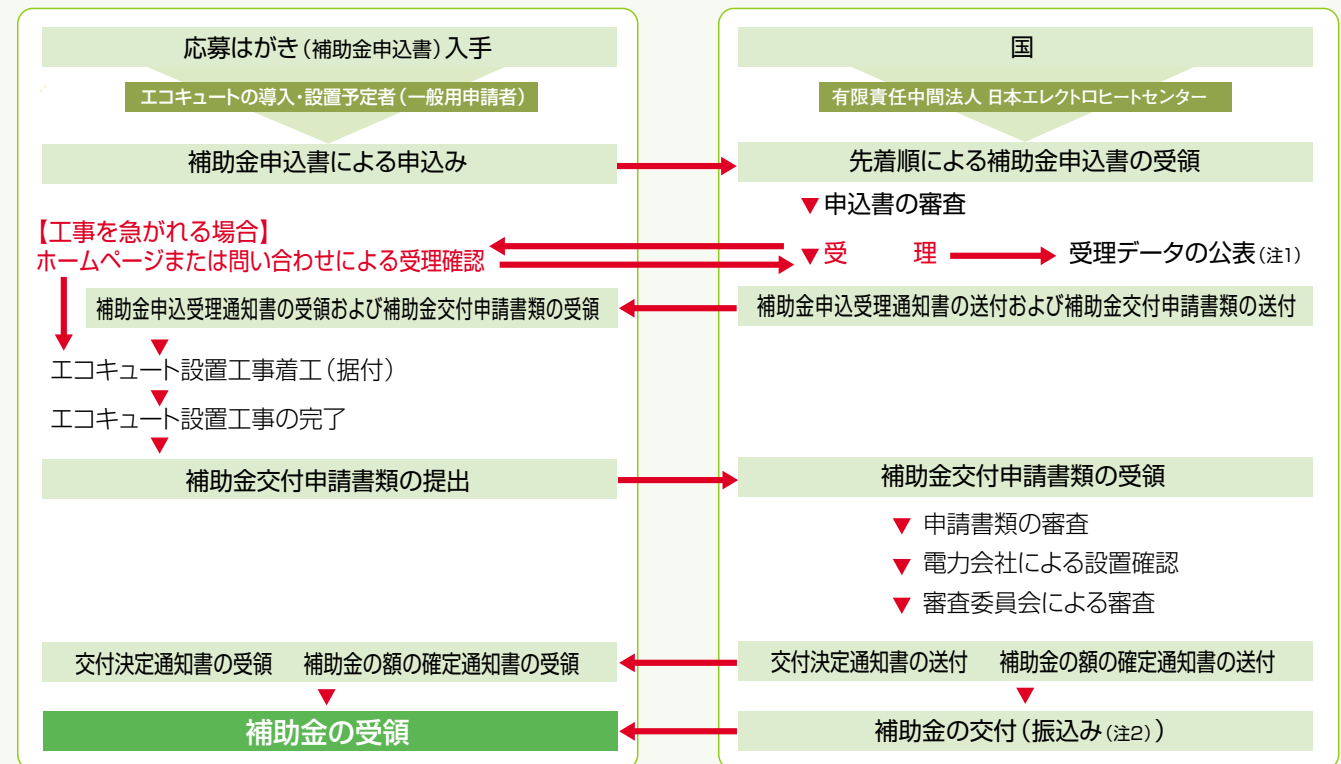 応募はがき(補助金申込書)入手
エコキュートの導入・設置予定者(一般用申請者)
補助金申込書による申込み
【工事を急がれる場合】
ホームページまたは問い合わせによる受理確認
補助金申込受理通知書の受領および補助金交付申請書類の受領
エコキュート設置工事着工(据付)
エコキュート設置工事の完了
補助金交付申請書類の提出
交付決定通知書の受領 補助金の額の確定通知書の受領
補助金の受領
国
有限責任中間法人 日本エレクトロヒートセンター
先着順による補助金申込書の受領
▼申込書の審査
▼受 理 受理データの公表(注1)
補助金申込受理通知書の送付および補助金交付申請書類の送付
補助金交付申請書類の受領
▼ 申請書類の審査
▼ 電力会社による設置確認
▼ 審査委員会による審査
交付決定通知書の送付 補助金の額の確定通知書の送付
補助金の交付(振込み(注2))